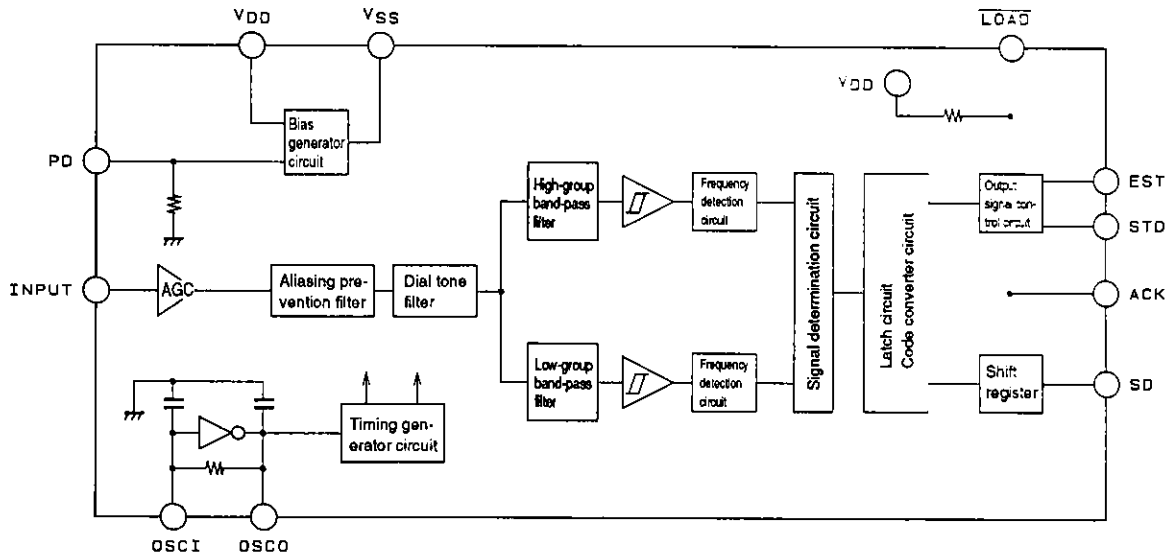 VDD
VSS
LOAD
VDD
Bias
generator
circuit
PD
High-group
band-pass
filter
Frequency
detection
circuit
Signal determination circuit
Latch circuit
Code converter circuit
Output
signal con-
trol circuit
EST
STD
INPUT
AGC
Aliasing pre-
vention filter
Dial tone
filter
ACK
Low-group
band-pass
filter
Frequency
detection
circuit
Shift
register
SD
Timing gen-
erator circuit
OSCI
OSCO